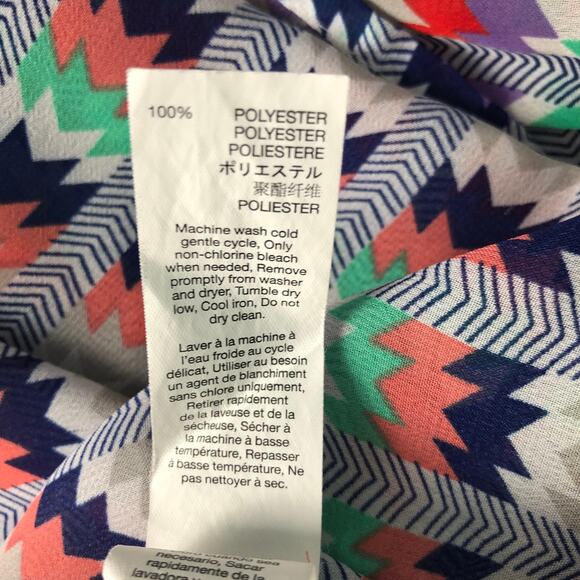 100% POLYESTER
POLYESTER
POLIESTERE
ポリエステル
聚酯纤维
POLIESTER
Machine wash cold
gentle cycle, Only
non-chlorine bleach
when needed, Remove
promptly from washer
and dryer, Tumble dry
low, Cool iron, Do not
dry clean.
Laver à la machine à
l'eau froide au cycle
délicat, Utiliser au besoin
un agent de blanchiment
sans chlore uniquement,
Retirer rapidement
de la laveuse et de la
sécheuse, Sécher à
la machine à basse
température, Repasser
à basse température, Ne
pas nettoyer à sec.
cuando sea
necesario, Sacar
rapidamente de la